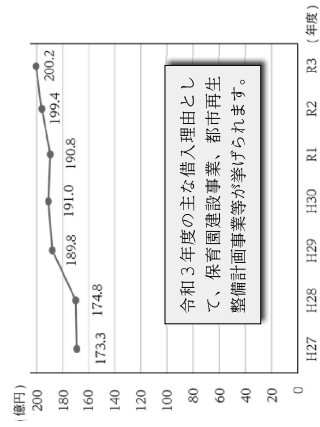 (億円)
200
180
160
140
120
100
80
60
40
20
0
173.3
174.8
189.8
191.0
190.8
199.4
200.2
令和3年度の主な借入理由とし
て、保育園建設事業、都市再生
整備計画事業等が挙げられます。
H27
H28
H29
H30
R1
R2
R3
(年度)